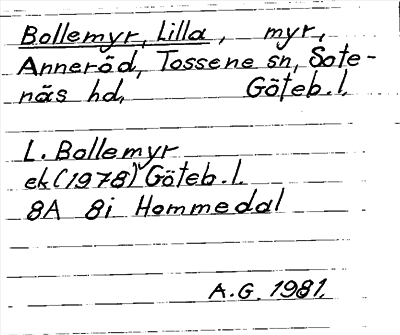 Bollemyr, Lilla, myr,
Anneröd, Tossene sn, Sote-
näs hd, Göteb. l.
L. Bollemyr
ek (1978) Göteb. l.
8A 8i Hommedal
A.G. 1981.